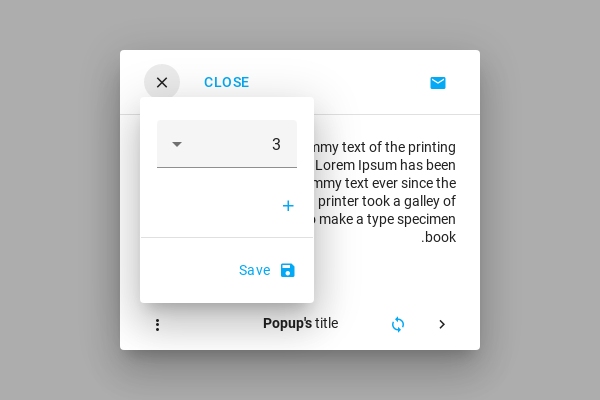 CLOSE
3
mmy text of the printing
Lorem Ipsum has been
mmy text ever since the
printer took a galley of
make a type specimen
.book
Save
Popup's title